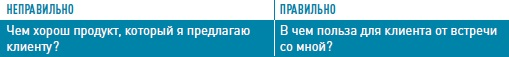 НЕПРАВИЛЬНО
ПРАВИЛЬНО
Чем хорош продукт, который я предлагаю
клиенту?
В чем польза для клиента от встречи
со мной?